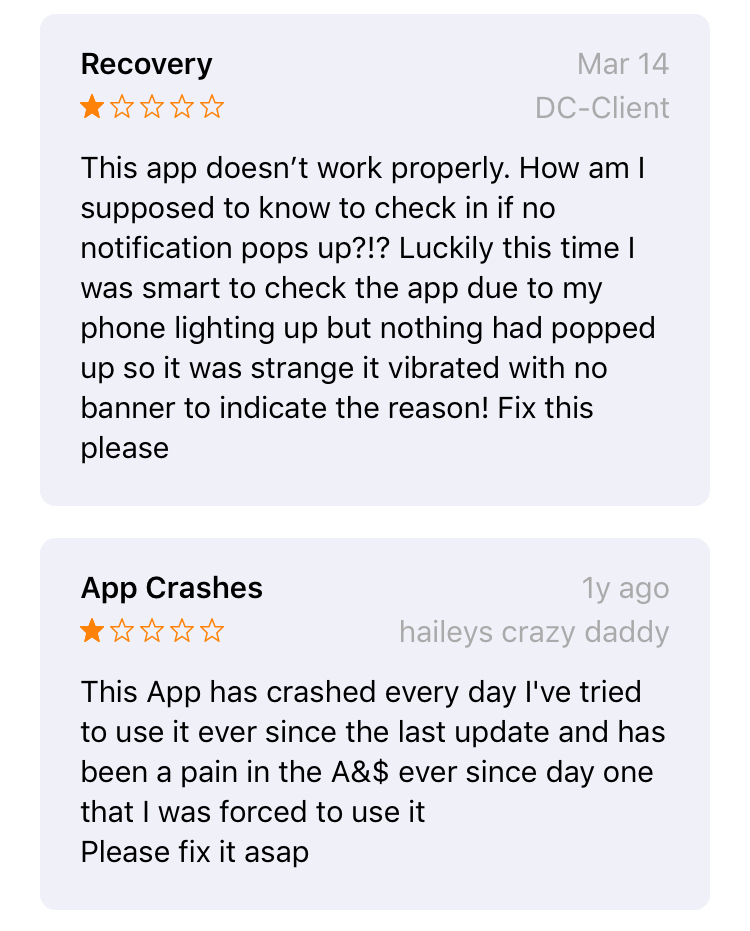 Recovery
Mar 14
DC-Client
This app doesn’t work properly. How am I
supposed to know to check in if no
notification pops up?!? Luckily this time I
was smart to check the app due to my
phone lighting up but nothing had popped
up so it was strange it vibrated with no
banner to indicate the reason! Fix this
please
App Crashes
1y ago
haileys crazy daddy
This App has crashed every day I've tried
to use it ever since the last update and has
been a pain in the A&$ ever since day one
that I was forced to use it
Please fix it asap